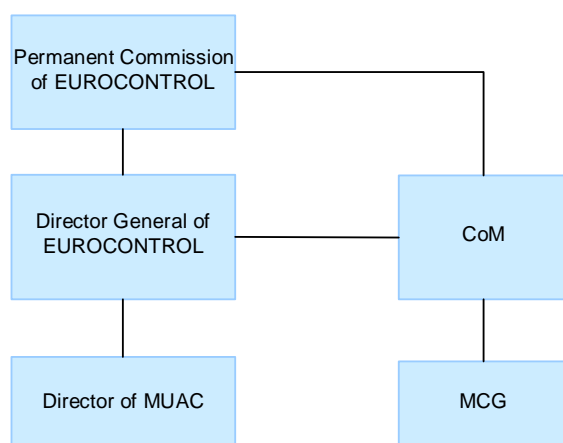 Permanent Commission
of EUROCONTROL
Director General of
EUROCONTROL
CoM
Director of MUAC
MCG